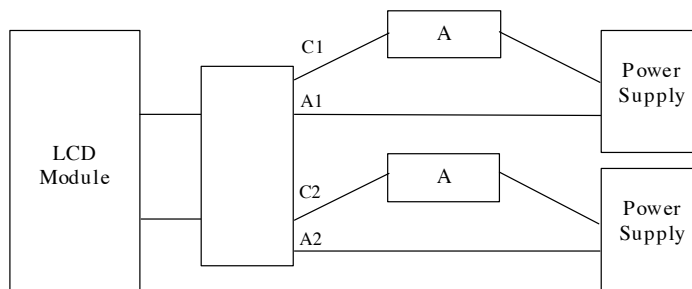 C1
A
Power
Supply
A1
LCD
Module
C2
A
Power
Supply
A2